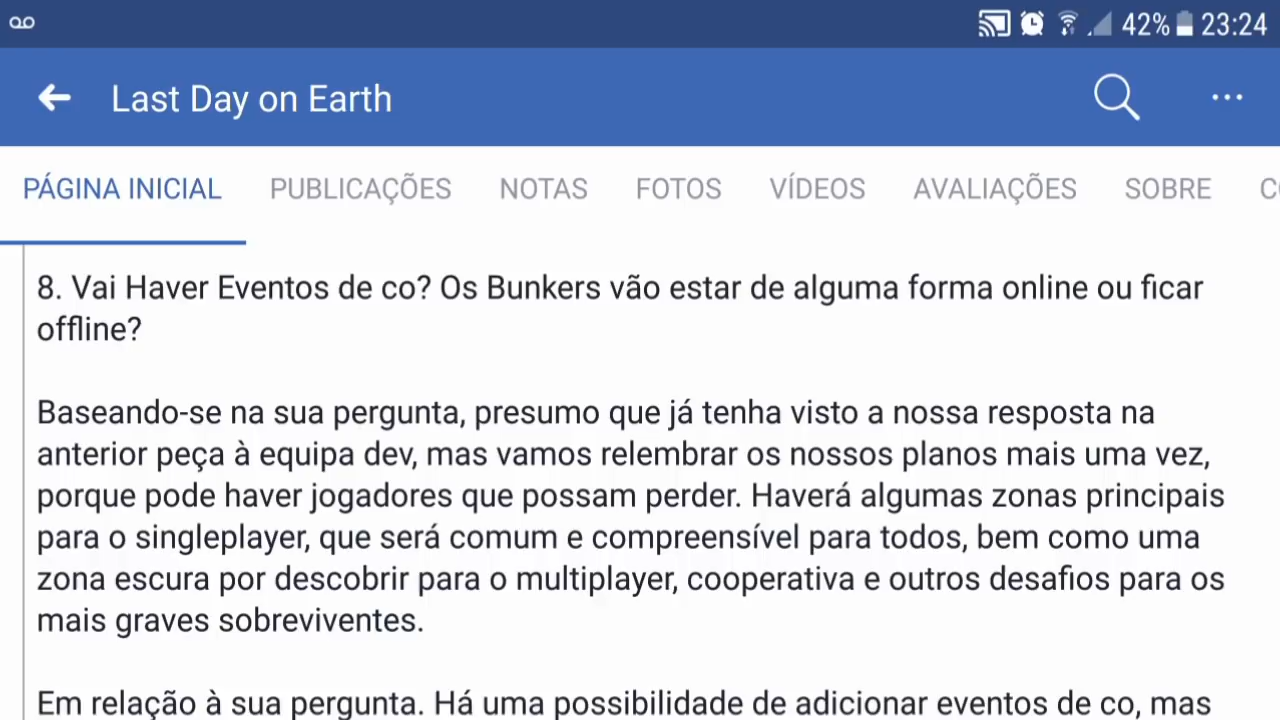 42% 23:24
Last Day on Earth
PÁGINA INICIAL PUBLICAÇÕES NOTAS FOTOS VÍDEOS AVALIAÇÕES SOBRE
8. Vai Haver Eventos de co? Os Bunkers vão estar de alguma forma online ou ficar
offline?
Baseando-se na sua pergunta, presumo que já tenha visto a nossa resposta na
anterior peça à equipa dev, mas vamos relembrar os nossos planos mais uma vez,
porque pode haver jogadores que possam perder. Haverá algumas zonas principais
para o singleplayer, que será comum e compreensível para todos, bem como uma
zona escura por descobrir para o multiplayer, cooperativa e outros desafios para os
mais graves sobreviventes.
Em relação à sua pergunta. Há uma possibilidade de adicionar eventos de co, mas